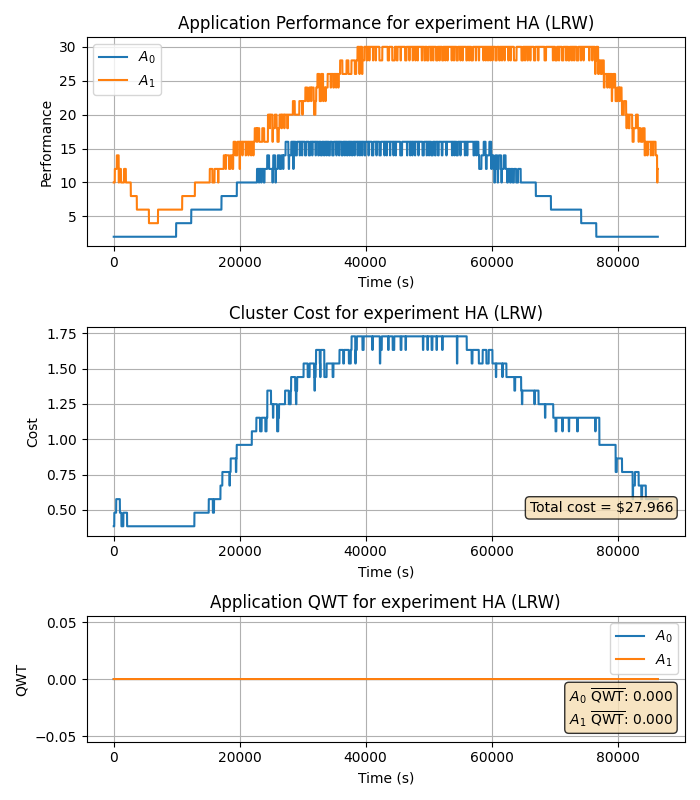 Application Performance for experiment HA (LRW)
30
25
20
15
10
5
Performance
A₀
A₁
0
20000
40000
60000
80000
Time (s)
Cluster Cost for experiment HA (LRW)
1.75
1.50
1.25
1.00
0.75
0.50
Cost
Total cost = $27.966
0
20000
40000
60000
80000
Time (s)
Application QWT for experiment HA (LRW)
0.05
0.00
−0.05
QWT
A₀
A₁
A₀ QWT: 0.000
A₁ QWT: 0.000
0
20000
40000
60000
80000
Time (s)